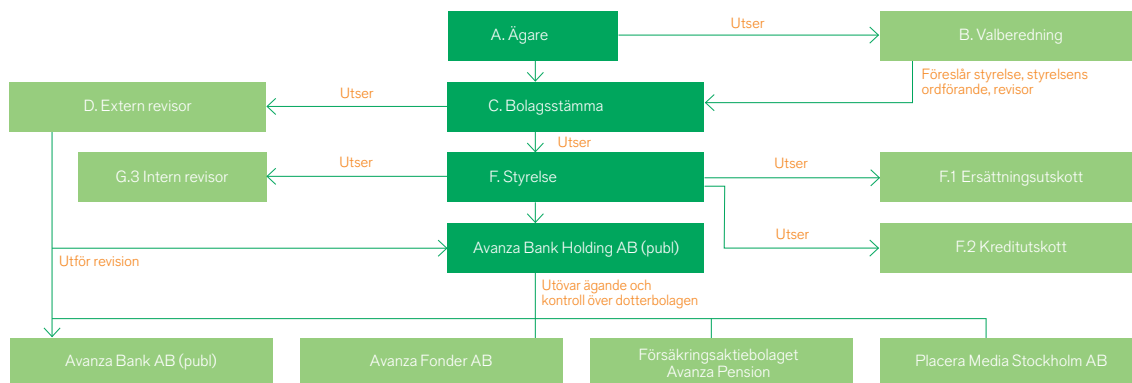 A. Ägare
Utser
B. Valberedning
Föreslår styrelse, styrelsens
ordförande, revisor
D. Extern revisor
Utser
C. Bolagsstämma
Utser
G.3 Intern revisor
Utser
F. Styrelse
Utser
F.1 Ersättningsutskott
Avanza Bank Holding AB (publ)
Utser
F.2 Kreditutskott
Utför revision
Utövar ägande och
kontroll över dotterbolagen
Avanza Bank AB (publ)
Avanza Fonder AB
Försäkringsaktiebolaget
Avanza Pension
Placera Media Stockholm AB